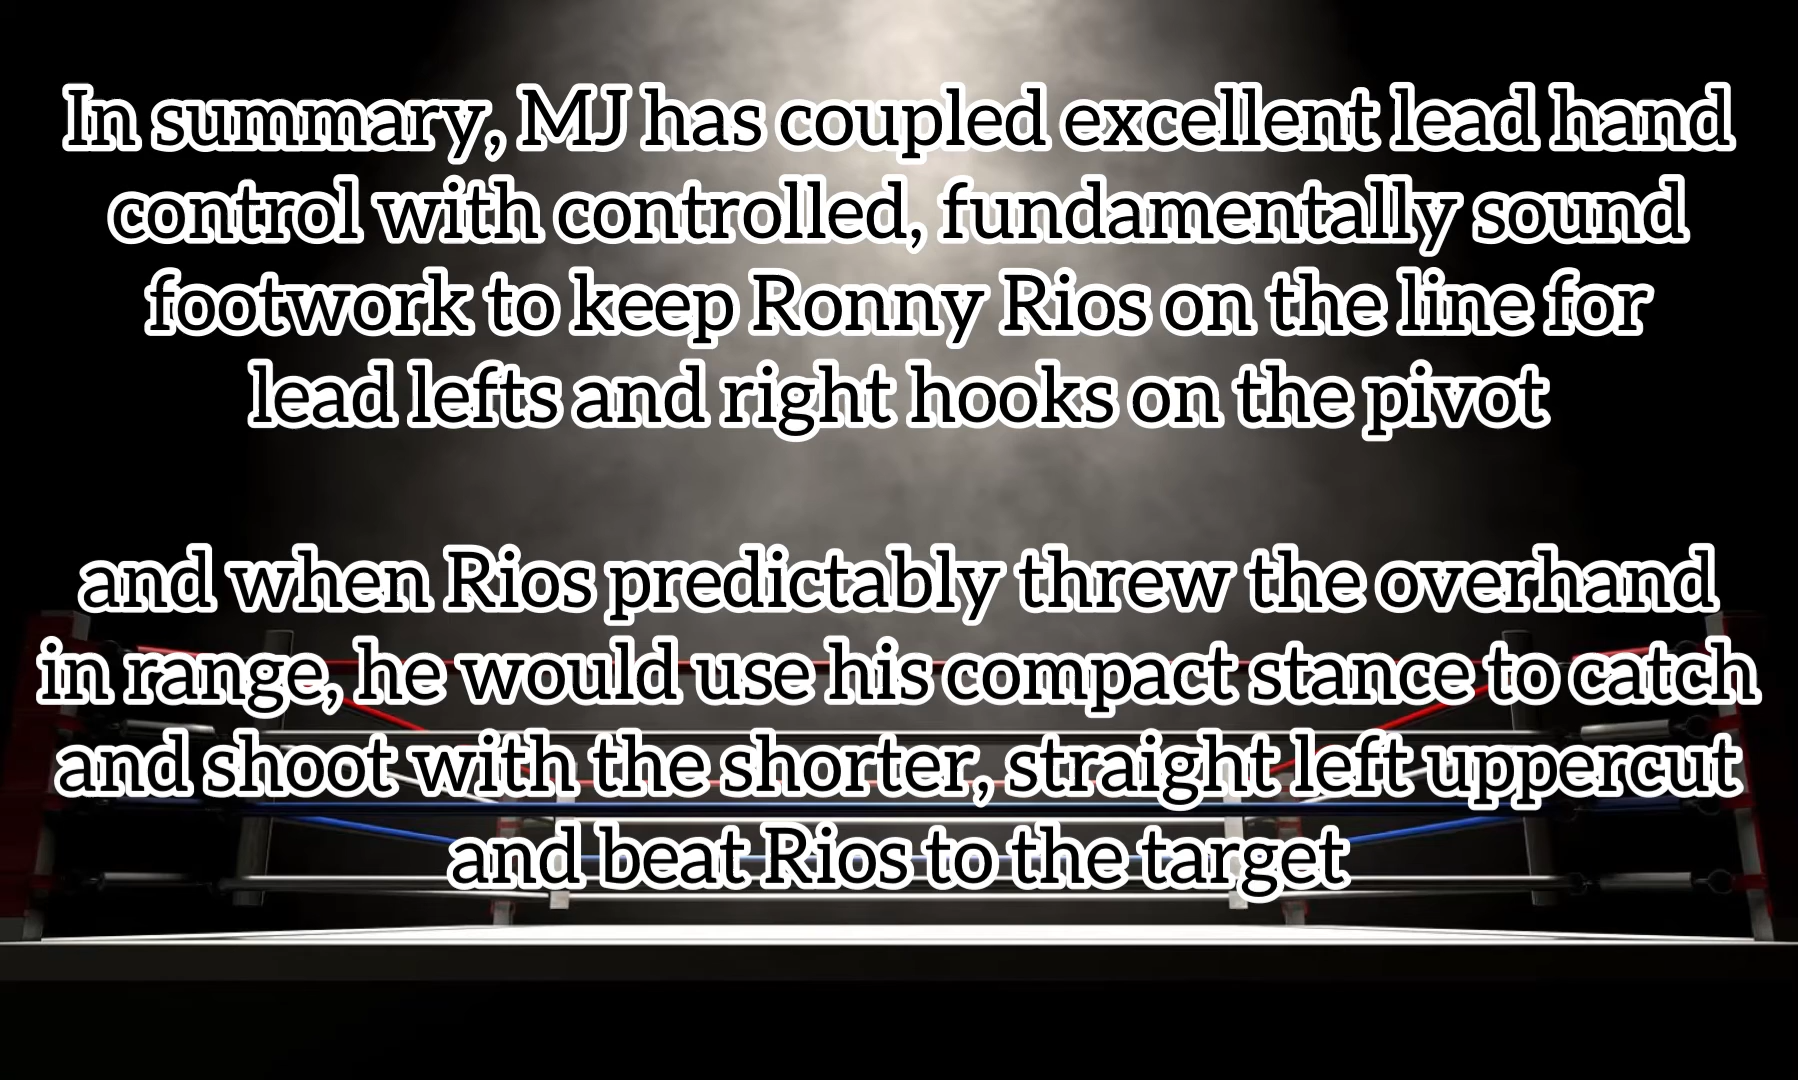 In summary, MJ has coupled excellent lead hand
control with controlled, fundamentally sound
footwork to keep Ronny Rios on the line for
lead lefts and right hooks on the pivot
and when Rios predictably threw the overhand
in range, he would use his compact stance to catch
and shoot with the shorter, straight left uppercut
and beat Rios to the target